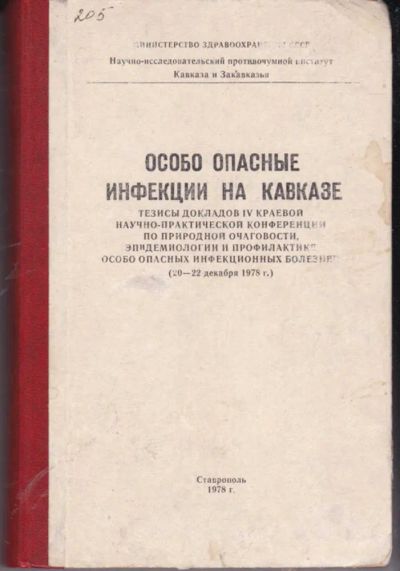 205
МИНИСТЕРСТВО ЗДРАВООХРАНЕНИЯ СССР
Научно-исследовательский противочумной институт
Кавказа и Закавказья
ОСОБО ОПАСНЫЕ
ИНФЕКЦИИ НА КАВКАЗЕ
ТЕЗИСЫ ДОКЛАДОВ IV КРАЕВОЙ
НАУЧНО-ПРАКТИЧЕСКОЙ КОНФЕРЕНЦИИ
ПО ПРИРОДНОЙ ОЧАГОВОСТИ,
ЭПИДЕМИОЛОГИИ И ПРОФИЛАКТИКЕ
ОСОБО ОПАСНЫХ ИНФЕКЦИОННЫХ БОЛЕЗНЕЙ
(20—22 декабря 1978 г.)
Ставрополь
1978 г.